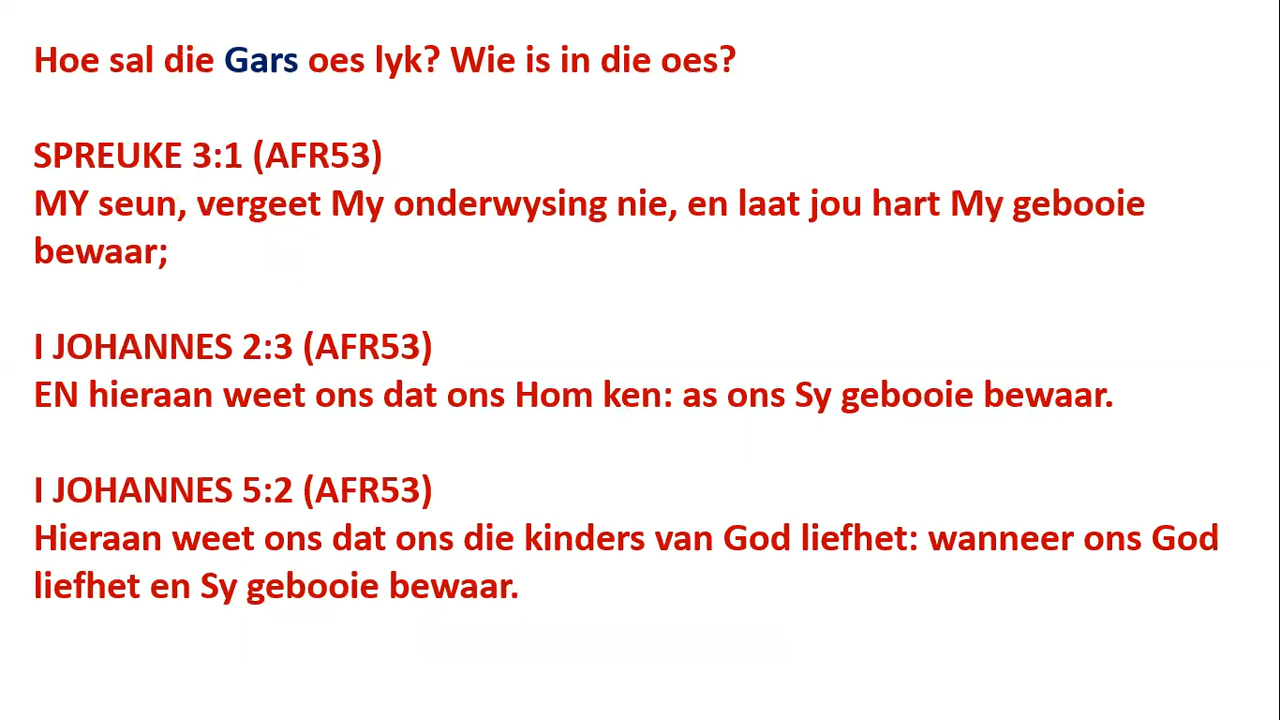 Hoe sal die Gars oes lyk? Wie is in die oes?
SPREUKE 3:1 (AFR53)
MY seun, vergeet My onderwysing nie, en laat jou hart My gebooie
bewaar;
I JOHANNES 2:3 (AFR53)
EN hieraan weet ons dat ons Hom ken: as ons Sy gebooie bewaar.
I JOHANNES 5:2 (AFR53)
Hieraan weet ons dat ons die kinders van God liefhet: wanneer ons God
liefhet en Sy gebooie bewaar.